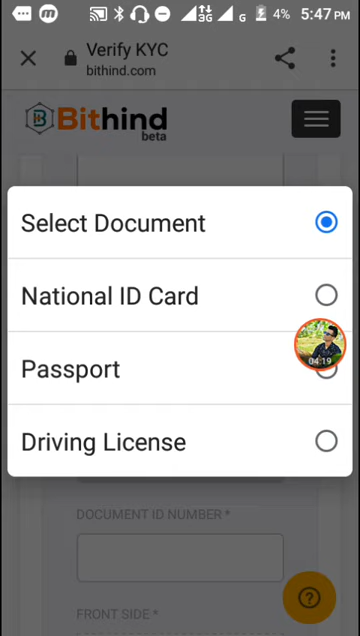 3G G 4% 5:47 PM
Verify KYC
bithind.com
Bithind
beta
Select Document
National ID Card
04:19
Passport
Driving License
DOCUMENT ID NUMBER *
FRONT SIDE *